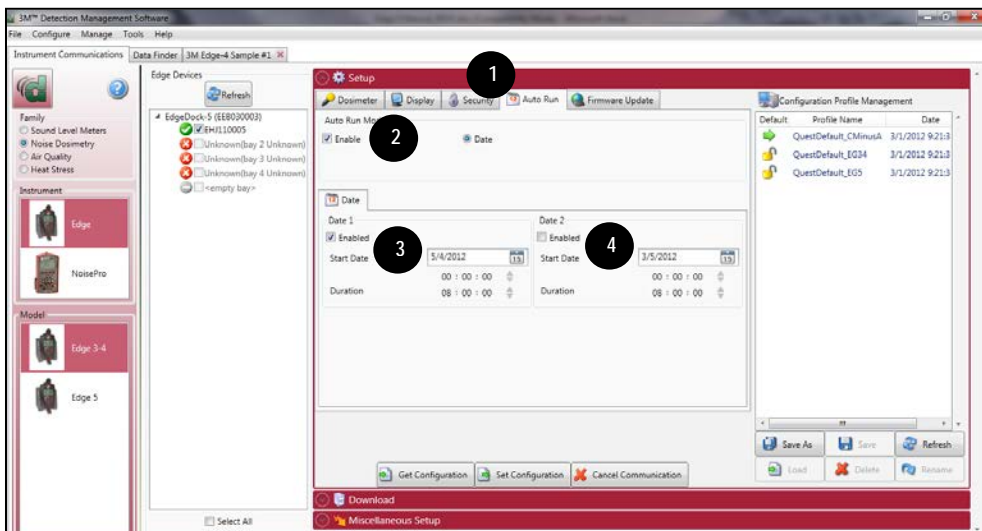 3M™ Detection Management Software
File Configure Manage Tools Help
Instrument Communications Data Finder 3M Edge-4 Sample #1
Family
Sound Level Meters
Noise Dosimetry
Air Quality
Heat Stress
Instrument
Edge
NoisePro
Model
Edge 3-4
Edge 5
Edge Devices
Refresh
EdgeDock-5 (EEB030003)
EHJ110005
Unknown(bay 2 Unknown)
Unknown(bay 3 Unknown)
Unknown(bay 4 Unknown)
<empty bay>
Select All
Setup
1
Dosimeter Display Security Auto Run Firmware Update
Auto Run Mo
Enable 2 Date
Date
Date 1
Enabled
3
Start Date 5/4/2012 15
00 : 00 : 00
Duration 08 : 00 : 00
Date 2
Enabled
4
Start Date 3/5/2012 15
00 : 00 : 00
Duration 08 : 00 : 00
Get Configuration Set Configuration Cancel Communication
Download
Miscellaneous Setup
Configuration Profile Management
Default Profile Name Date
QuestDefault_CMinusA 3/1/2012 9:21:3
QuestDefault_EG34 3/1/2012 9:21:3
QuestDefault_EG5 3/1/2012 9:21:3
Save As Save Refresh
Load Delete Rename